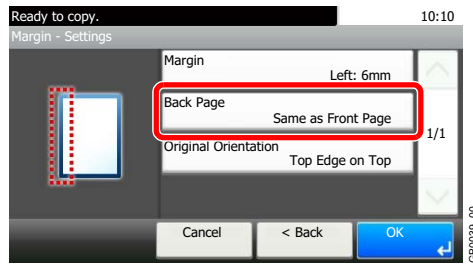 Ready to copy. 10:10
Margin - Settings
Margin
Left: 6mm
Back Page
Same as Front Page
1/1
Original Orientation
Top Edge on Top
Cancel < Back OK